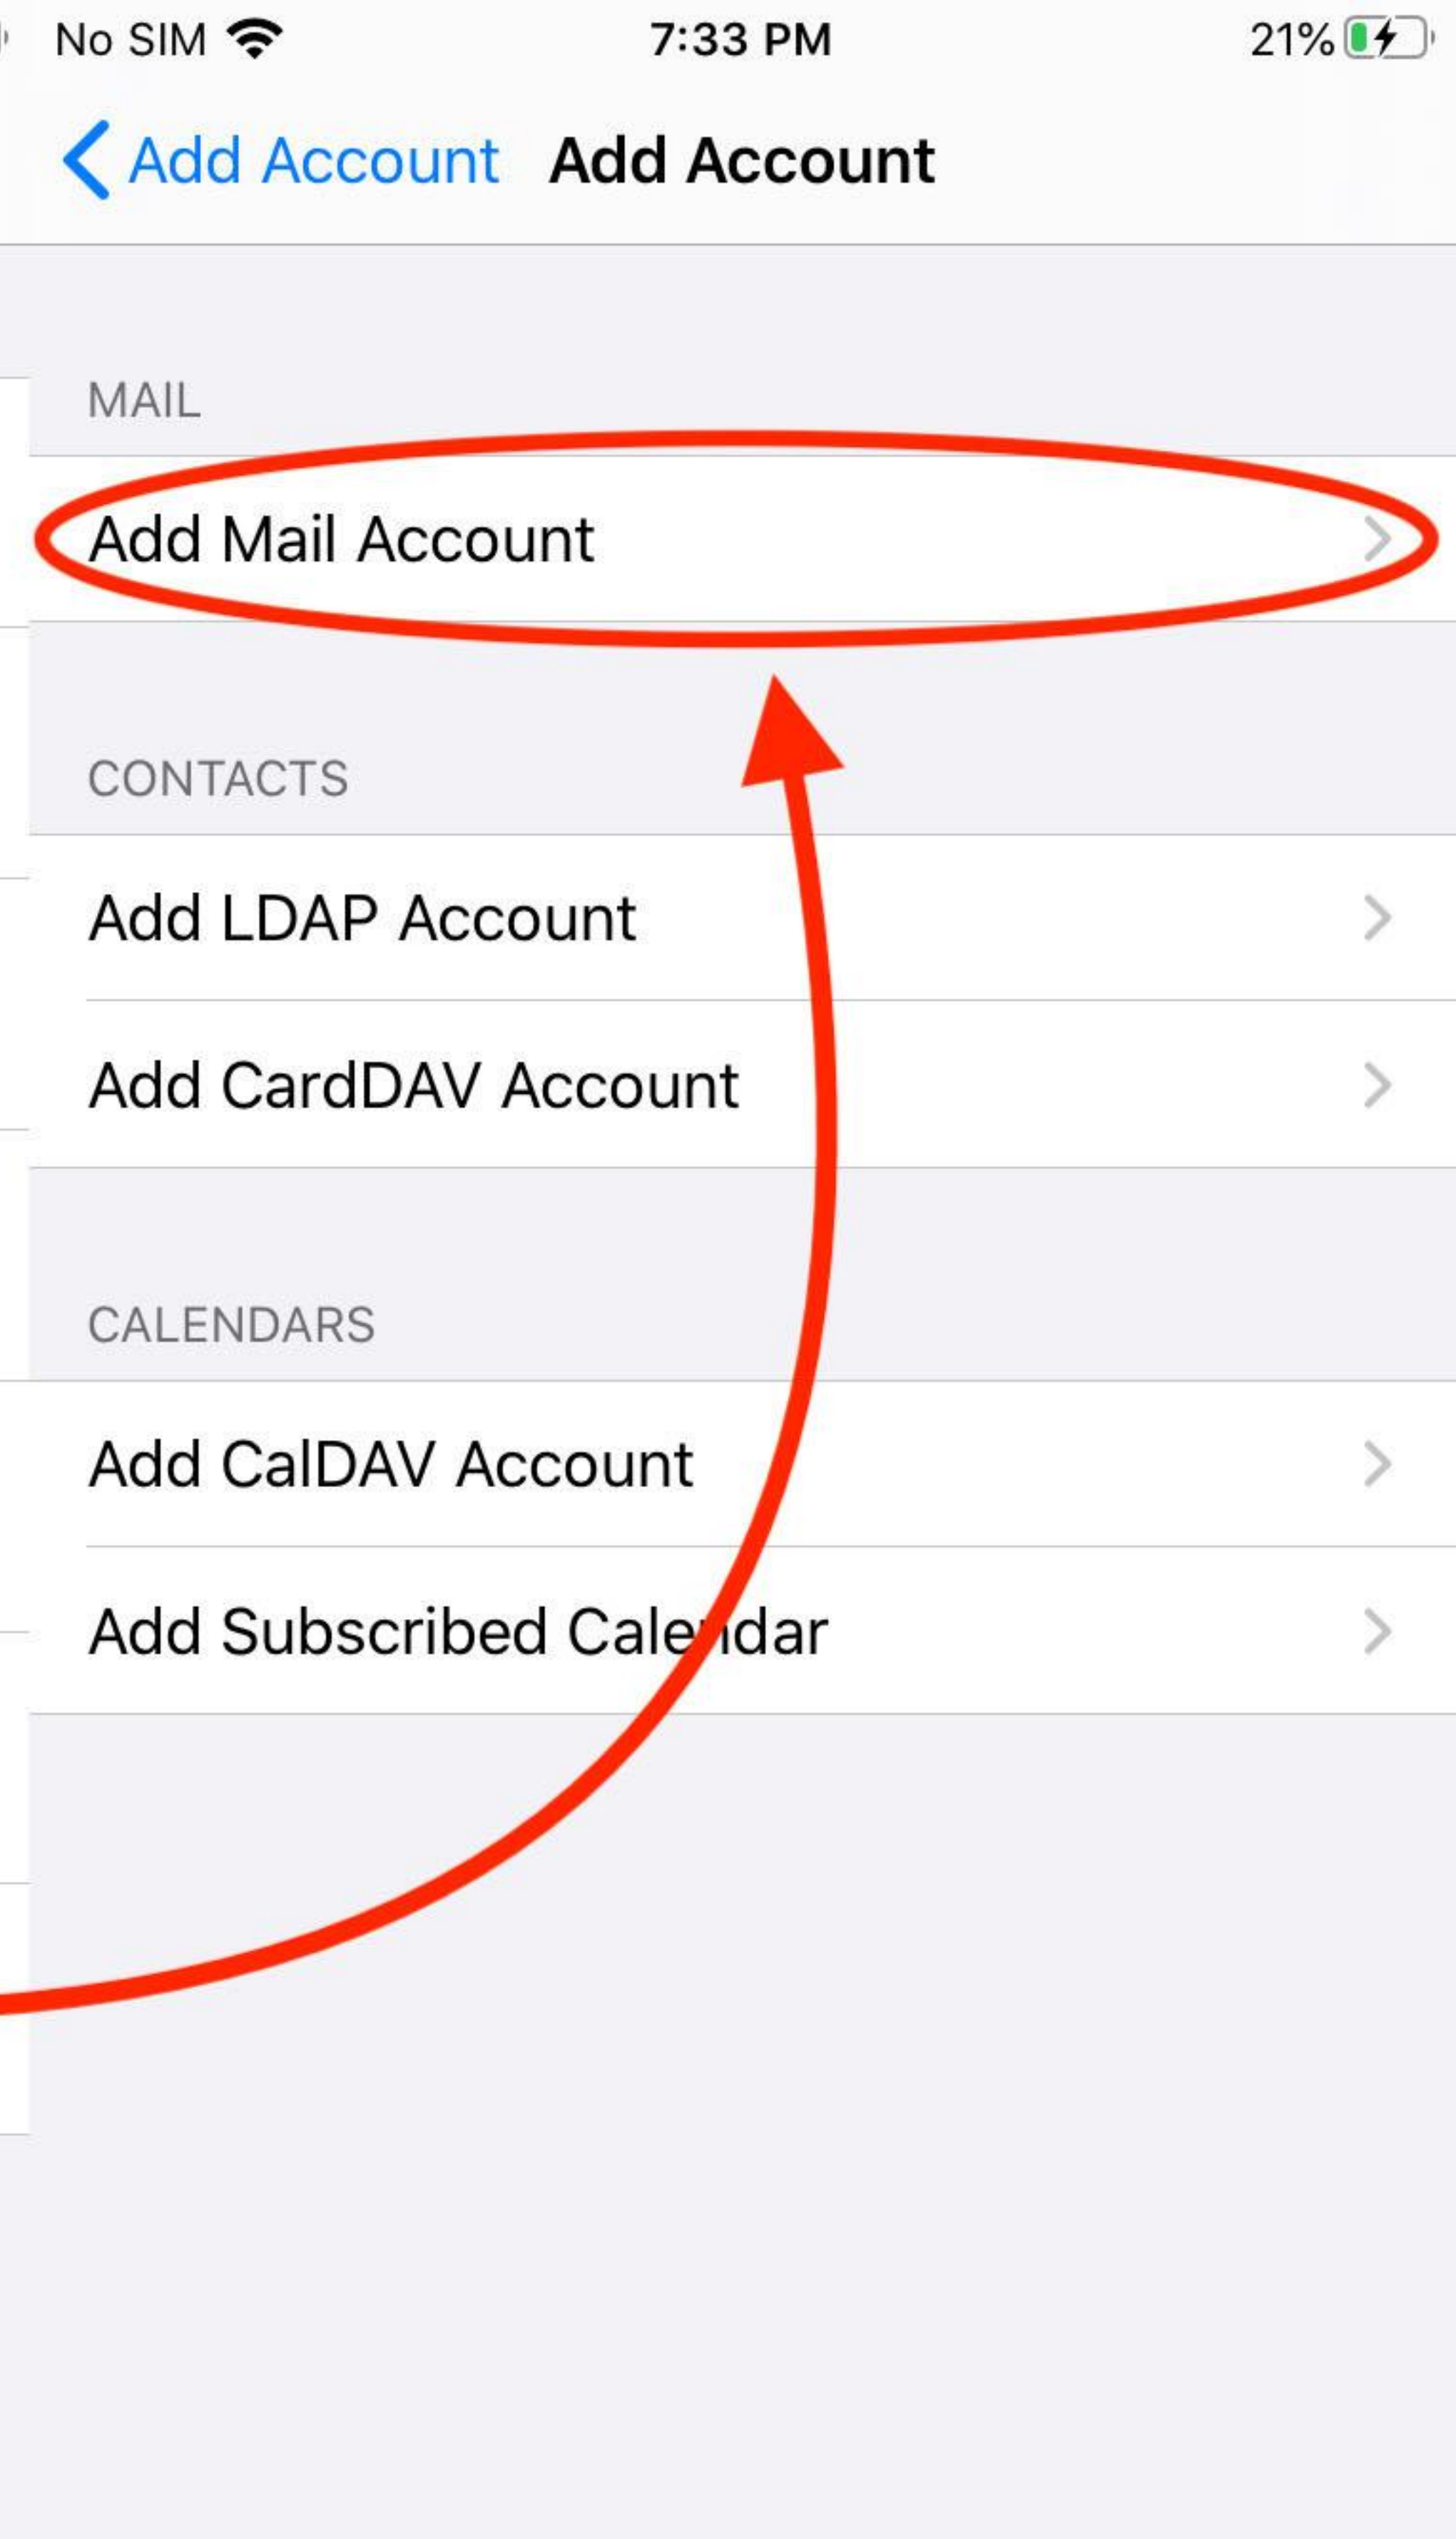 No SIM 7:33 PM 21%
Add Account Add Account
MAIL
Add Mail Account
CONTACTS
Add LDAP Account
Add CardDAV Account
CALENDARS
Add CalDAV Account
Add Subscribed Calendar